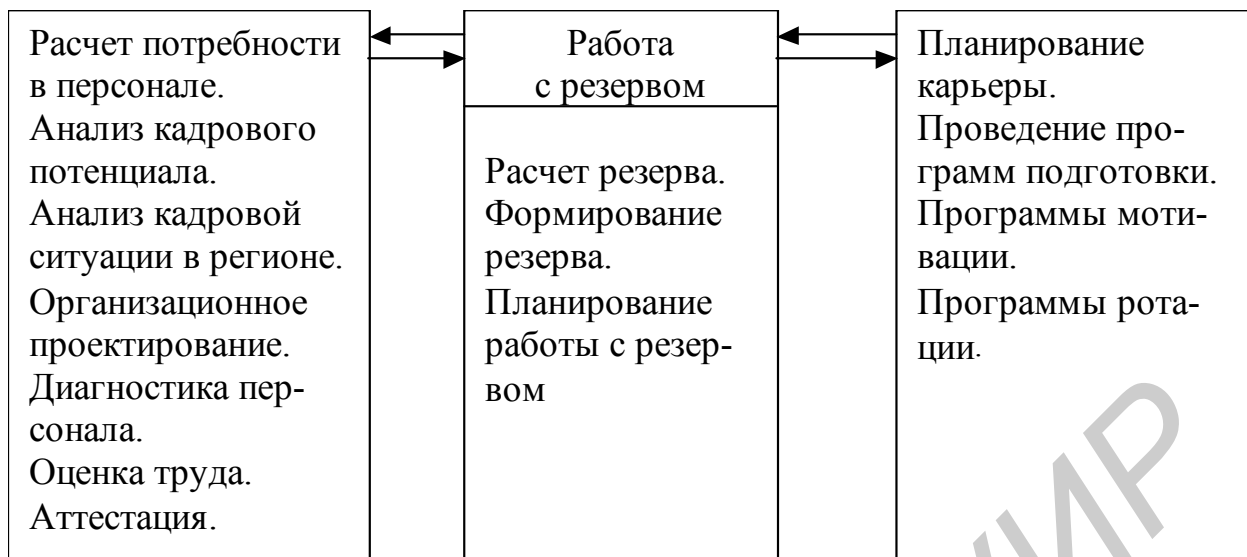 Расчет потребности
в персонале.
Анализ кадрового
потенциала.
Анализ кадровой
ситуации в регионе.
Организационное
проектирование.
Диагностика пер-
сонала.
Оценка труда.
Аттестация.
Работа
с резервом
Расчет резерва.
Формирование
резерва.
Планирование
работы с резер-
вом
Планирование
карьеры.
Проведение про-
грамм подготовки.
Программы моти-
вации.
Программы рота-
ции.